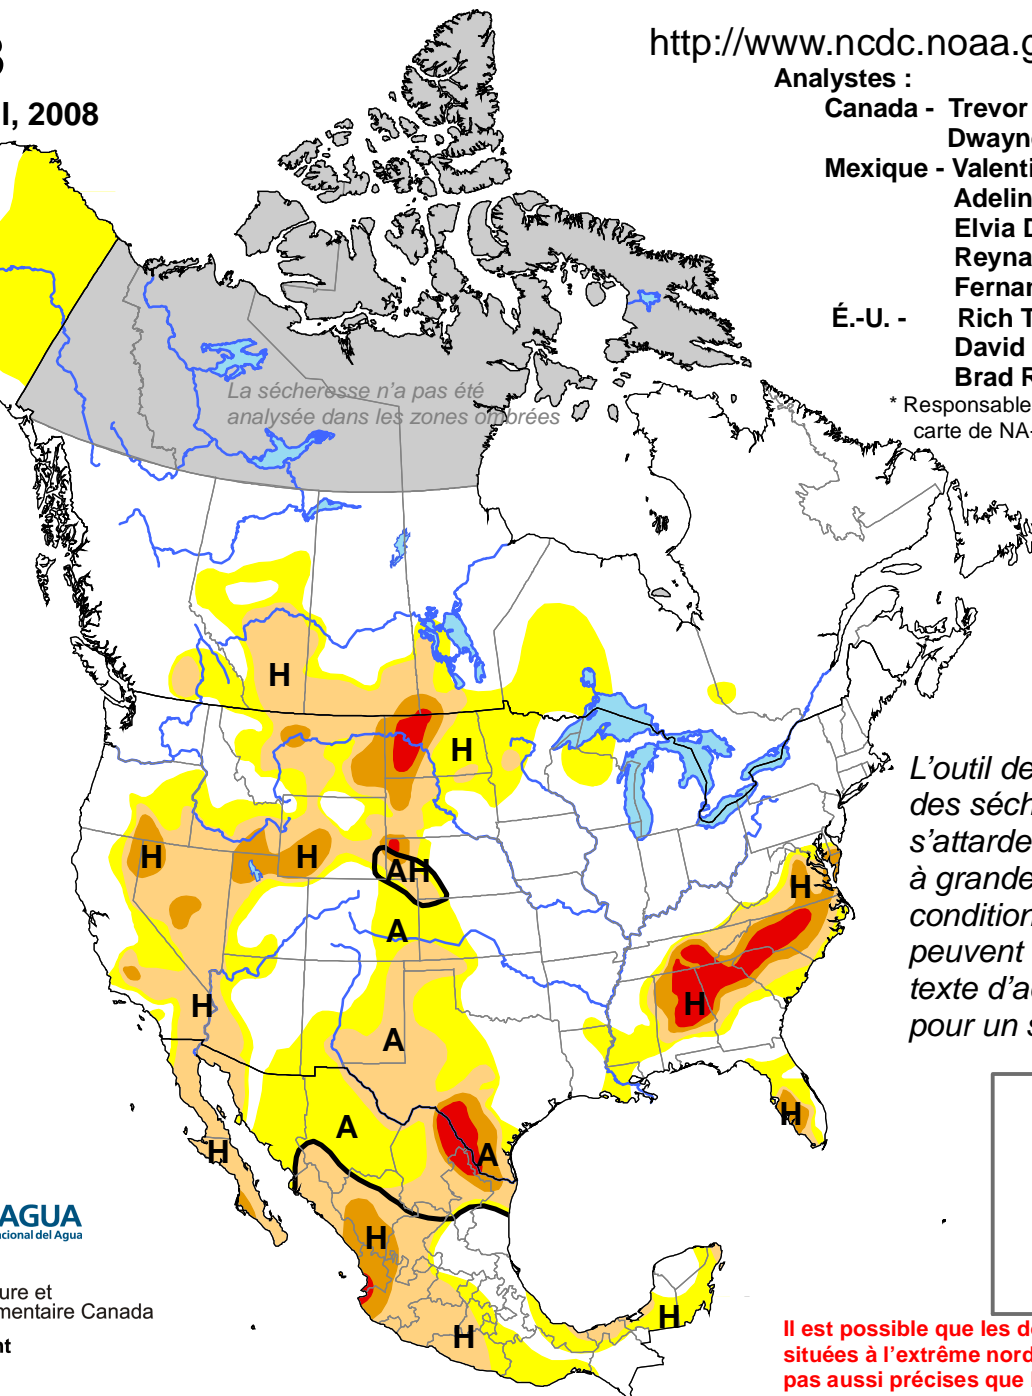 http://www.ncdc.noaa.g
l, 2008
Analystes :
Canada - Trevor
Dwayn
Mexique - Valenti
Adelin
Elvia
Reyna
Fernar
É.-U. - Rich T
David
Brad R
* Responsable
carte de NA-
La sécheresse n'a pas été
analysée dans les zones ombrées
H
H
H
H
AH
A
H
H
H
A
H
A
A
H
H
H
H
H
L'outil de
des séch
s'attarde
à grande
condition
peuvent
texte d'a
pour un s
AGUA
acional del Agua
ure et
mentaire Canada
nt
Il est possible que les d
situées à l'extrême nord
pas aussi précises que